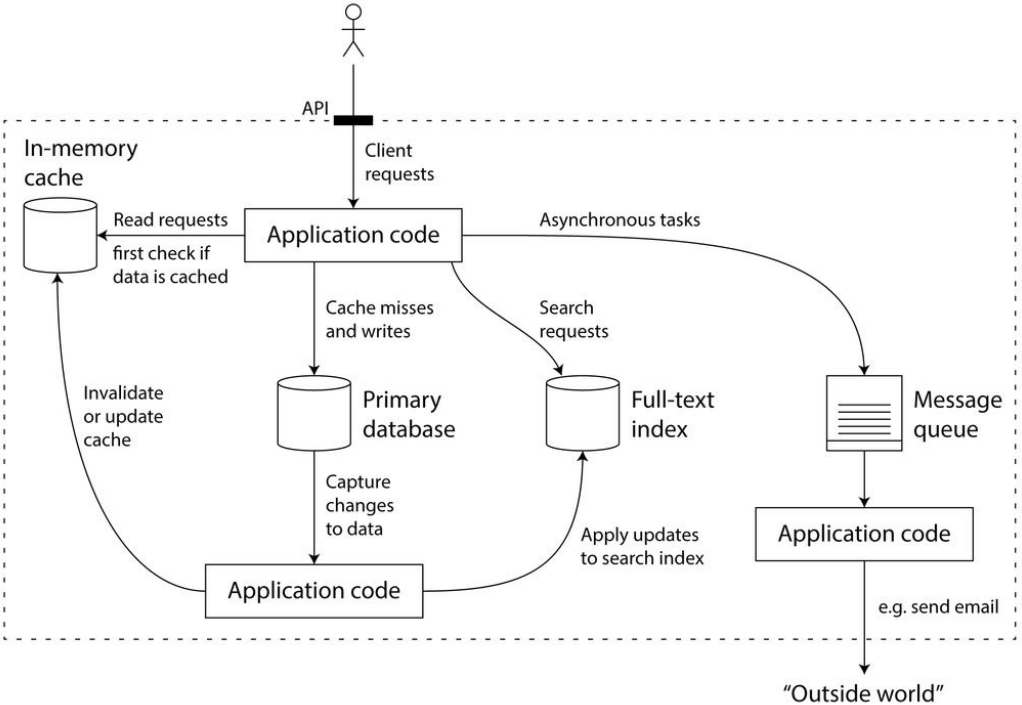 API
Client
requests
In-memory
cache
Read requests
first check if
data is cached
Application code
Asynchronous tasks
Cache misses
and writes
Search
requests
Invalidate
or update
cache
Primary
database
Full-text
index
Message
queue
Capture
changes
to data
Apply updates
to search index
Application code
Application code
e.g. send email
“Outside world”